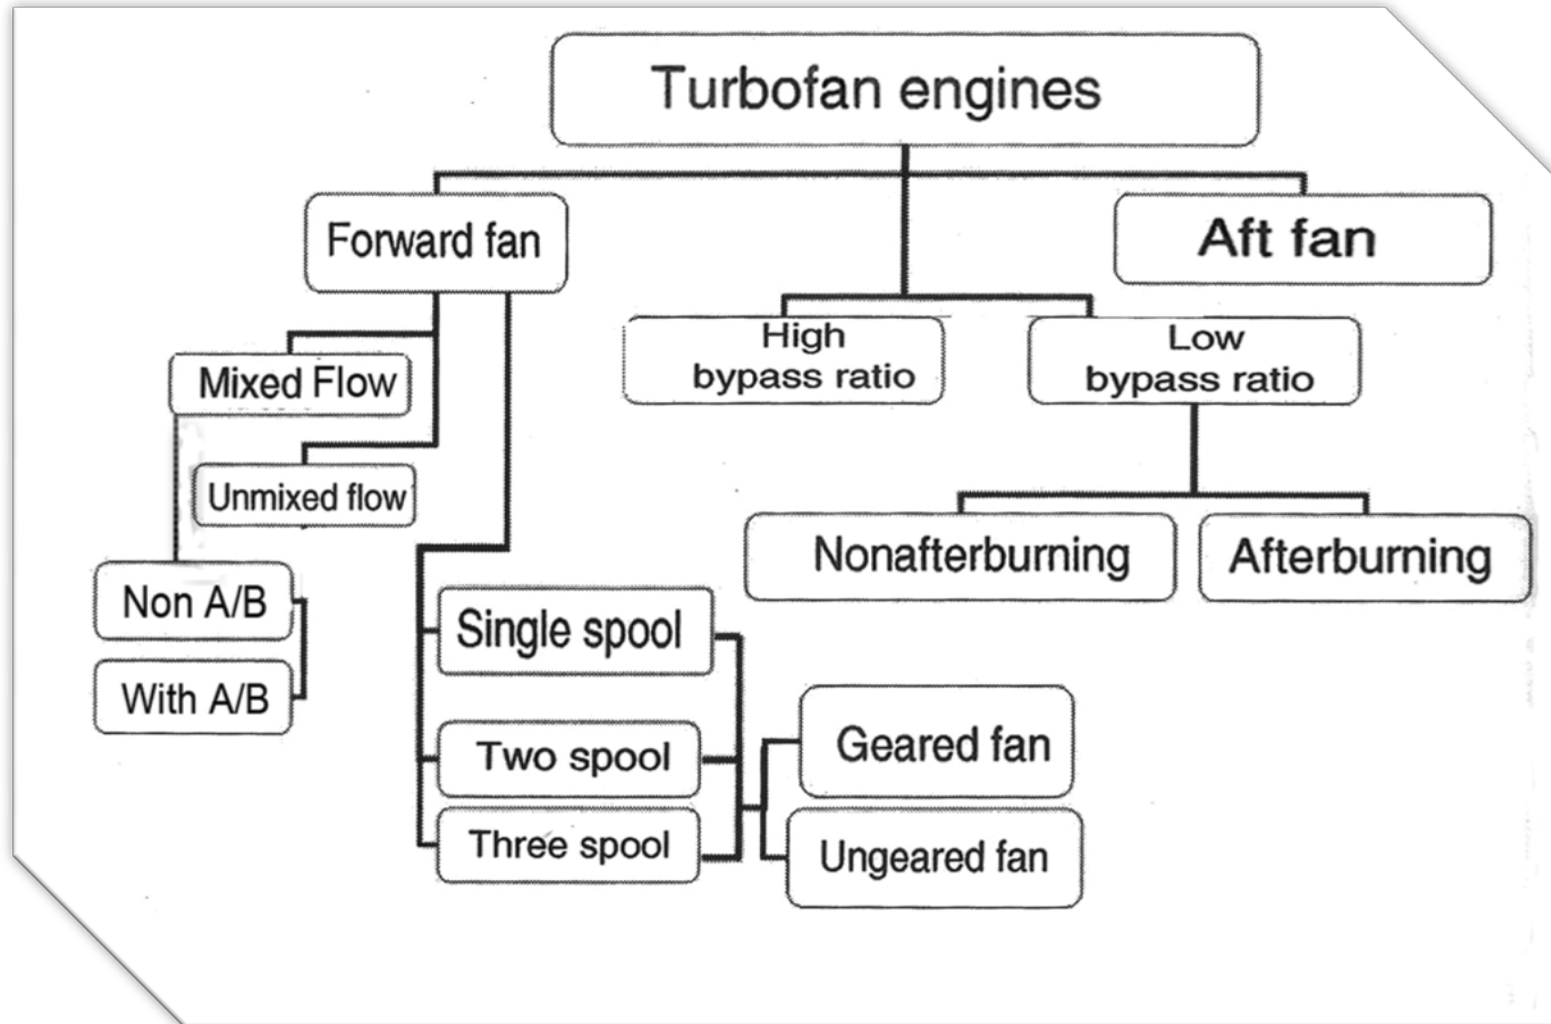 Turbofan engines
Forward fan
Aft fan
High
bypass ratio
Low
bypass ratio
Mixed Flow
Unmixed flow
Nonafterburning
Afterburning
Non A/B
With A/B
Single spool
Two spool
Three spool
Geared fan
Ungeared fan